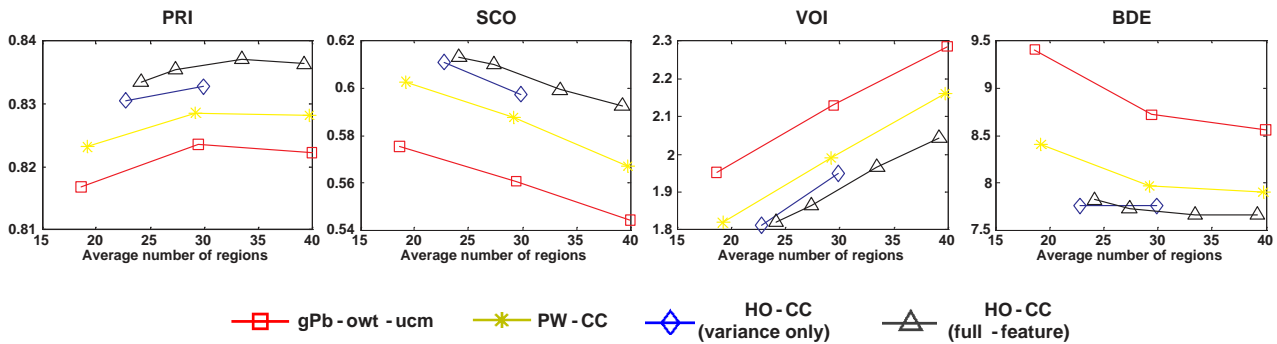 PRI
SCO
VOI
BDE
0.84
0.83
0.82
0.81
15 20 25 30 35 40
Average number of regions
0.62
0.6
0.58
0.56
0.54
15 20 25 30 35 40
Average number of regions
2.3
2.2
2.1
2
1.9
1.8
15 20 25 30 35 40
Average number of regions
9.5
9
8.5
8
7.5
15 20 25 30 35 40
Average number of regions
gPb-owt-ucm
PW-CC
HO-CC
(variance only)
HO-CC
(full-feature)